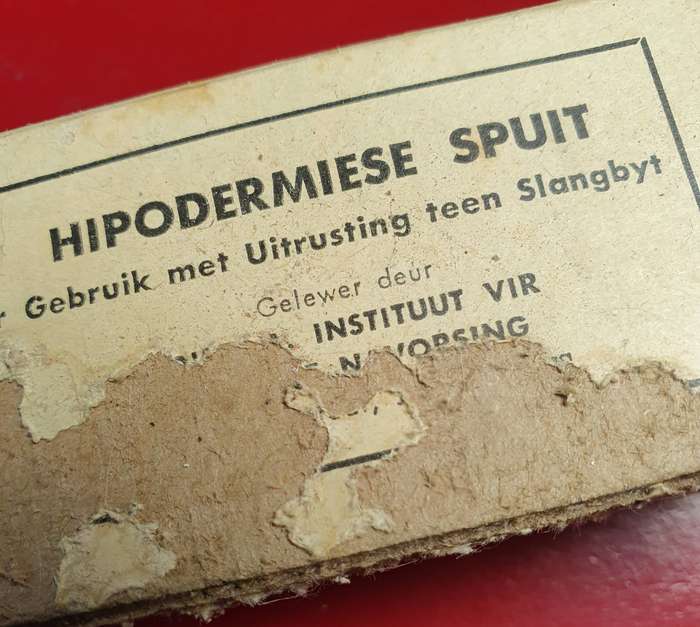 HIPODERMIESE SPUIT
Gebruik met Uitrusting teen Slangbyt
Gelewer deur
INSTITUUT VIR